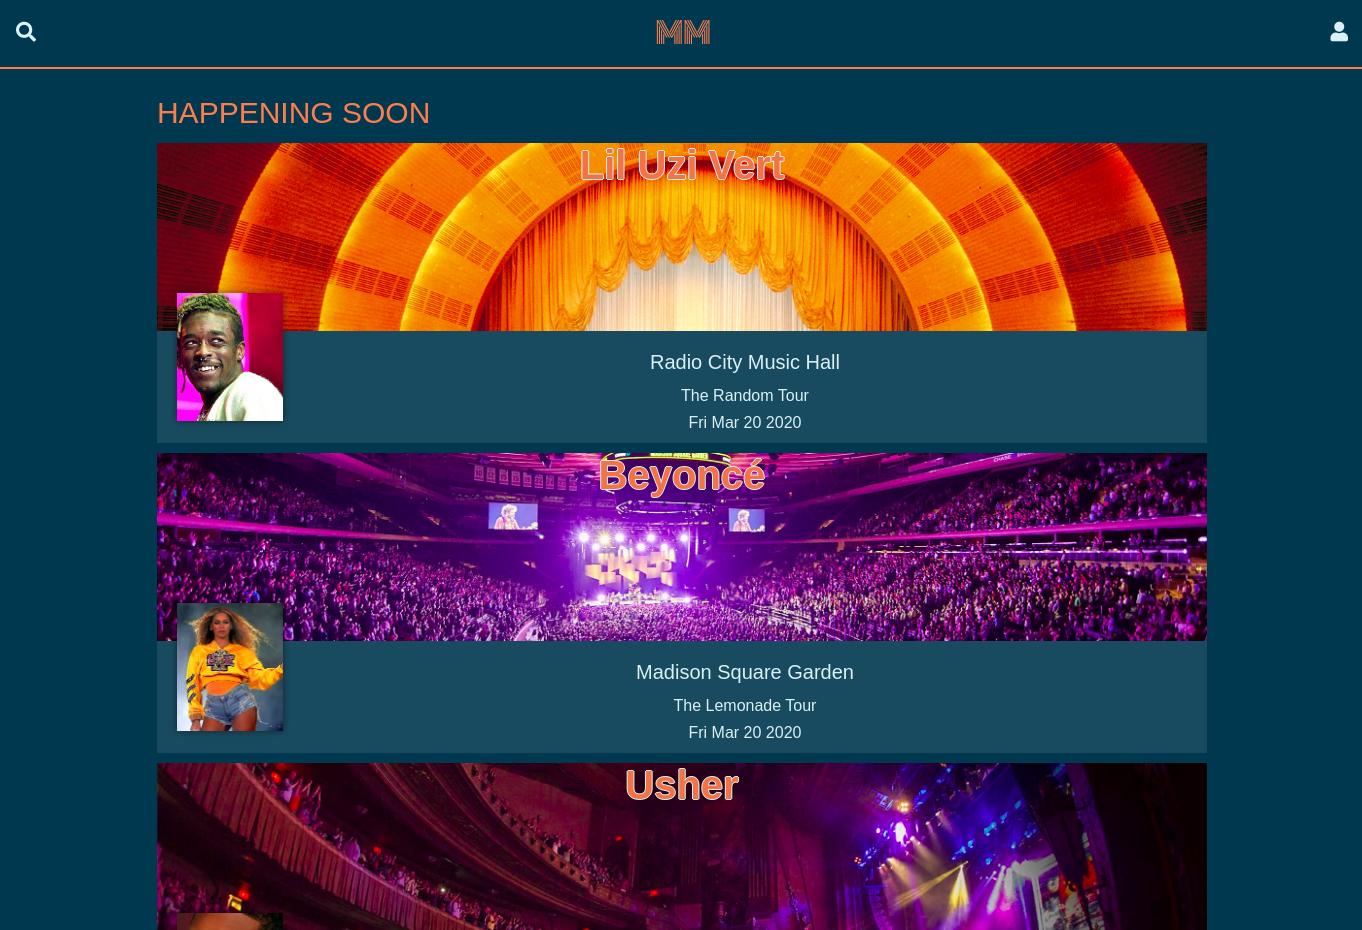 MM
HAPPENING SOON
Lil Uzi Vert
Radio City Music Hall
The Random Tour
Fri Mar 20 2020
Beyoncé
Madison Square Garden
The Lemonade Tour
Fri Mar 20 2020
Usher